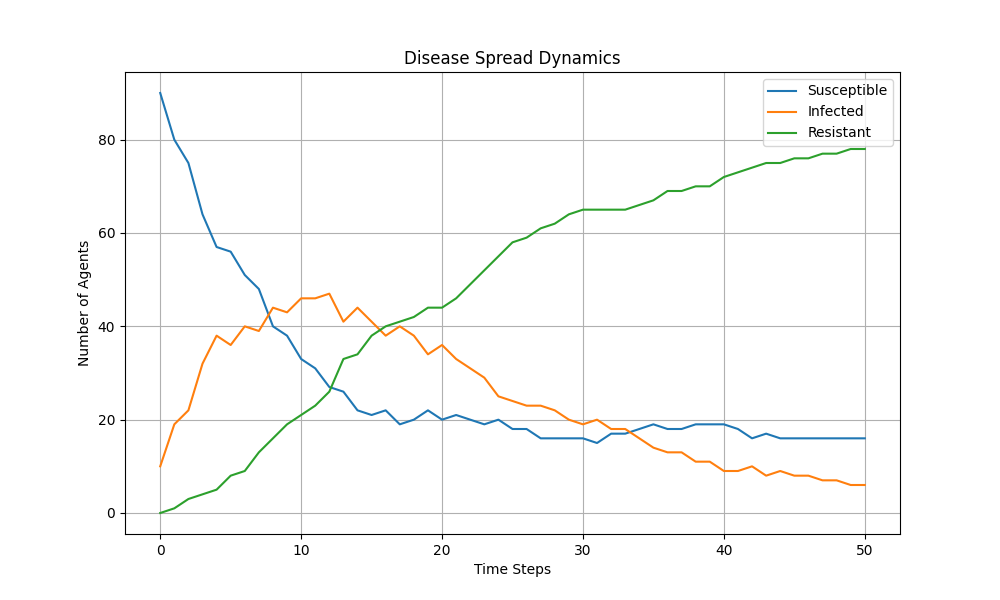 Disease Spread Dynamics
Susceptible
Infected
Resistant
Number of Agents
80
60
40
20
0
0 10 20 30 40 50
Time Steps